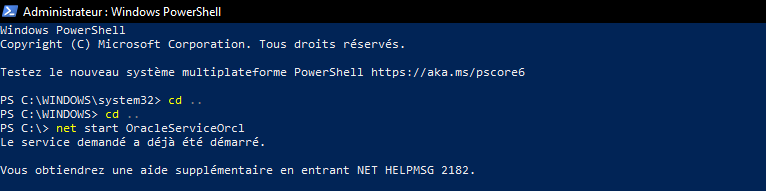 Administrateur : Windows PowerShell
Windows PowerShell
Copyright (C) Microsoft Corporation. Tous droits réservés.
Testez le nouveau système multiplateforme PowerShell https://aka.ms/pscore6
PS C:\WINDOWS\system32> cd ..
PS C:\WINDOWS> cd ..
PS C:\> net start OracleServiceOrcl
Le service demandé a déjà été démarré.
Vous obtiendrez une aide supplémentaire en entrant NET HELPMSG 2182.